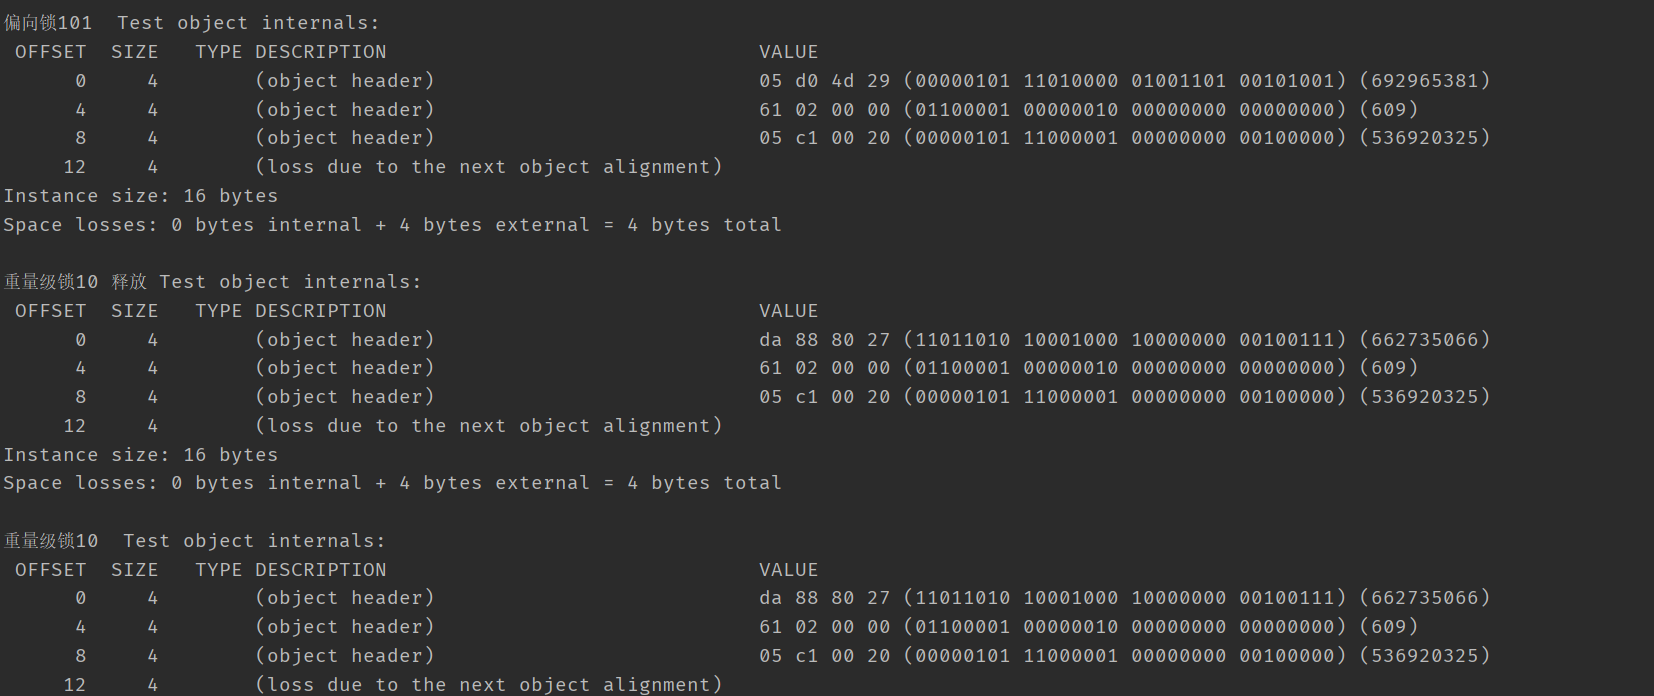 偏向锁101  Test object internals:
 OFFSET  SIZE   TYPE DESCRIPTION                               VALUE
      0     4        (object header)                           05 d0 4d 29 (00000101 11010000 01001101 00101001) (692965381)
      4     4        (object header)                           61 02 00 00 (01100001 00000010 00000000 00000000) (609)
      8     4        (object header)                           05 c1 00 20 (00000101 11000001 00000000 00100000) (536920325)
     12     4        (loss due to the next object alignment)
Instance size: 16 bytes
Space losses: 0 bytes internal + 4 bytes external = 4 bytes total
重量级锁10 释放 Test object internals:
 OFFSET  SIZE   TYPE DESCRIPTION                               VALUE
      0     4        (object header)                           da 88 80 27 (11011010 10001000 10000000 00100111) (662735066)
      4     4        (object header)                           61 02 00 00 (01100001 00000010 00000000 00000000) (609)
      8     4        (object header)                           05 c1 00 20 (00000101 11000001 00000000 00100000) (536920325)
     12     4        (loss due to the next object alignment)
Instance size: 16 bytes
Space losses: 0 bytes internal + 4 bytes external = 4 bytes total
重量级锁10  Test object internals:
 OFFSET  SIZE   TYPE DESCRIPTION                               VALUE
      0     4        (object header)                           da 88 80 27 (11011010 10001000 10000000 00100111) (662735066)
      4     4        (object header)                           61 02 00 00 (01100001 00000010 00000000 00000000) (609)
      8     4        (object header)                           05 c1 00 20 (00000101 11000001 00000000 00100000) (536920325)
     12     4        (loss due to the next object alignment)